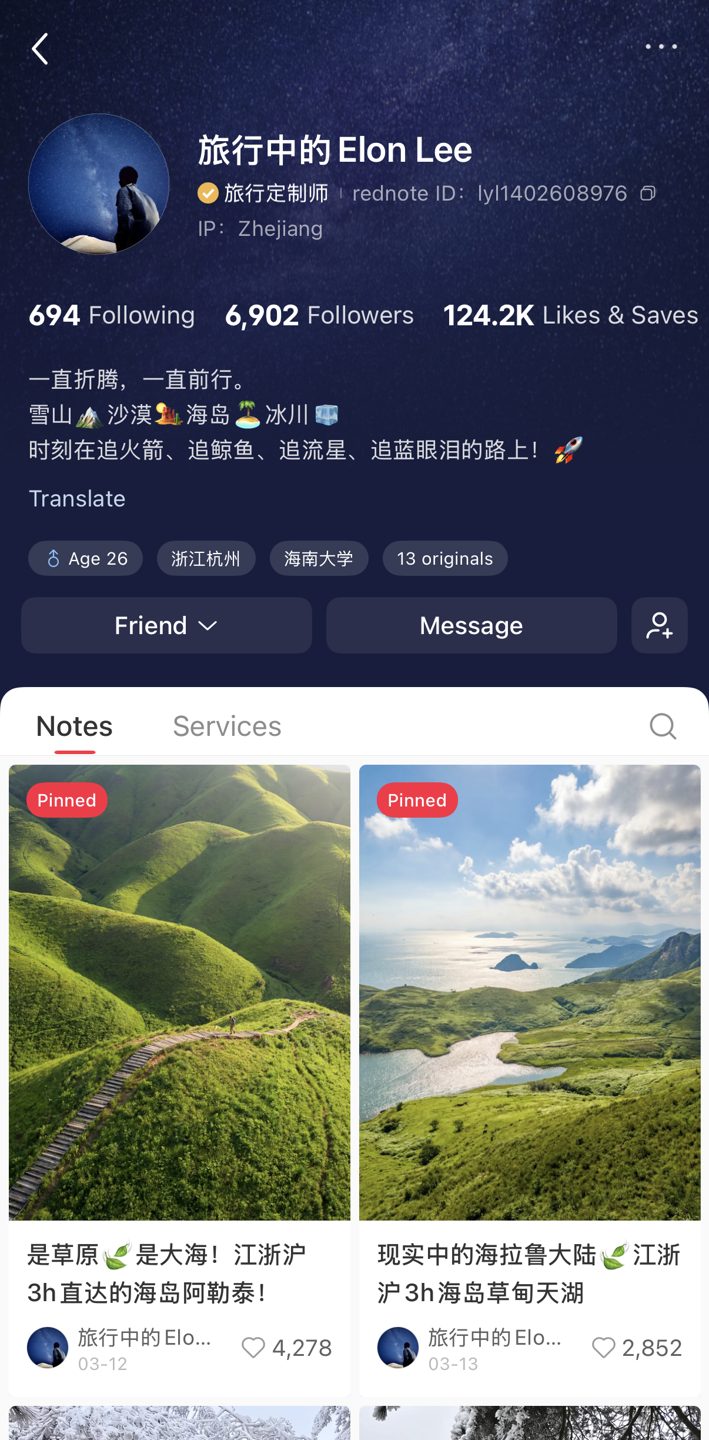 旅行中的Elon Lee
旅行定制师 rednote ID: lyl1402608976
IP: Zhejiang
694 Following 6,902 Followers 124.2K Likes & Saves
一直折腾，一直前行。
雪山🏔️沙漠🏜️海岛🏝️冰川🧊
时刻在追火箭、追鲸鱼、追流星、追蓝眼泪的路上！🚀
Translate
♂ Age 26 浙江杭州 海南大学 13 originals
Friend Message
Notes Services
Pinned
是草原🍃是大海！江浙沪
3h直达的海岛阿勒泰！
旅行中的Elo... 4,278
03-12
Pinned
现实中的海拉鲁大陆🍃江浙
沪3h海岛草甸天湖
旅行中的Elo... 2,852
03-13